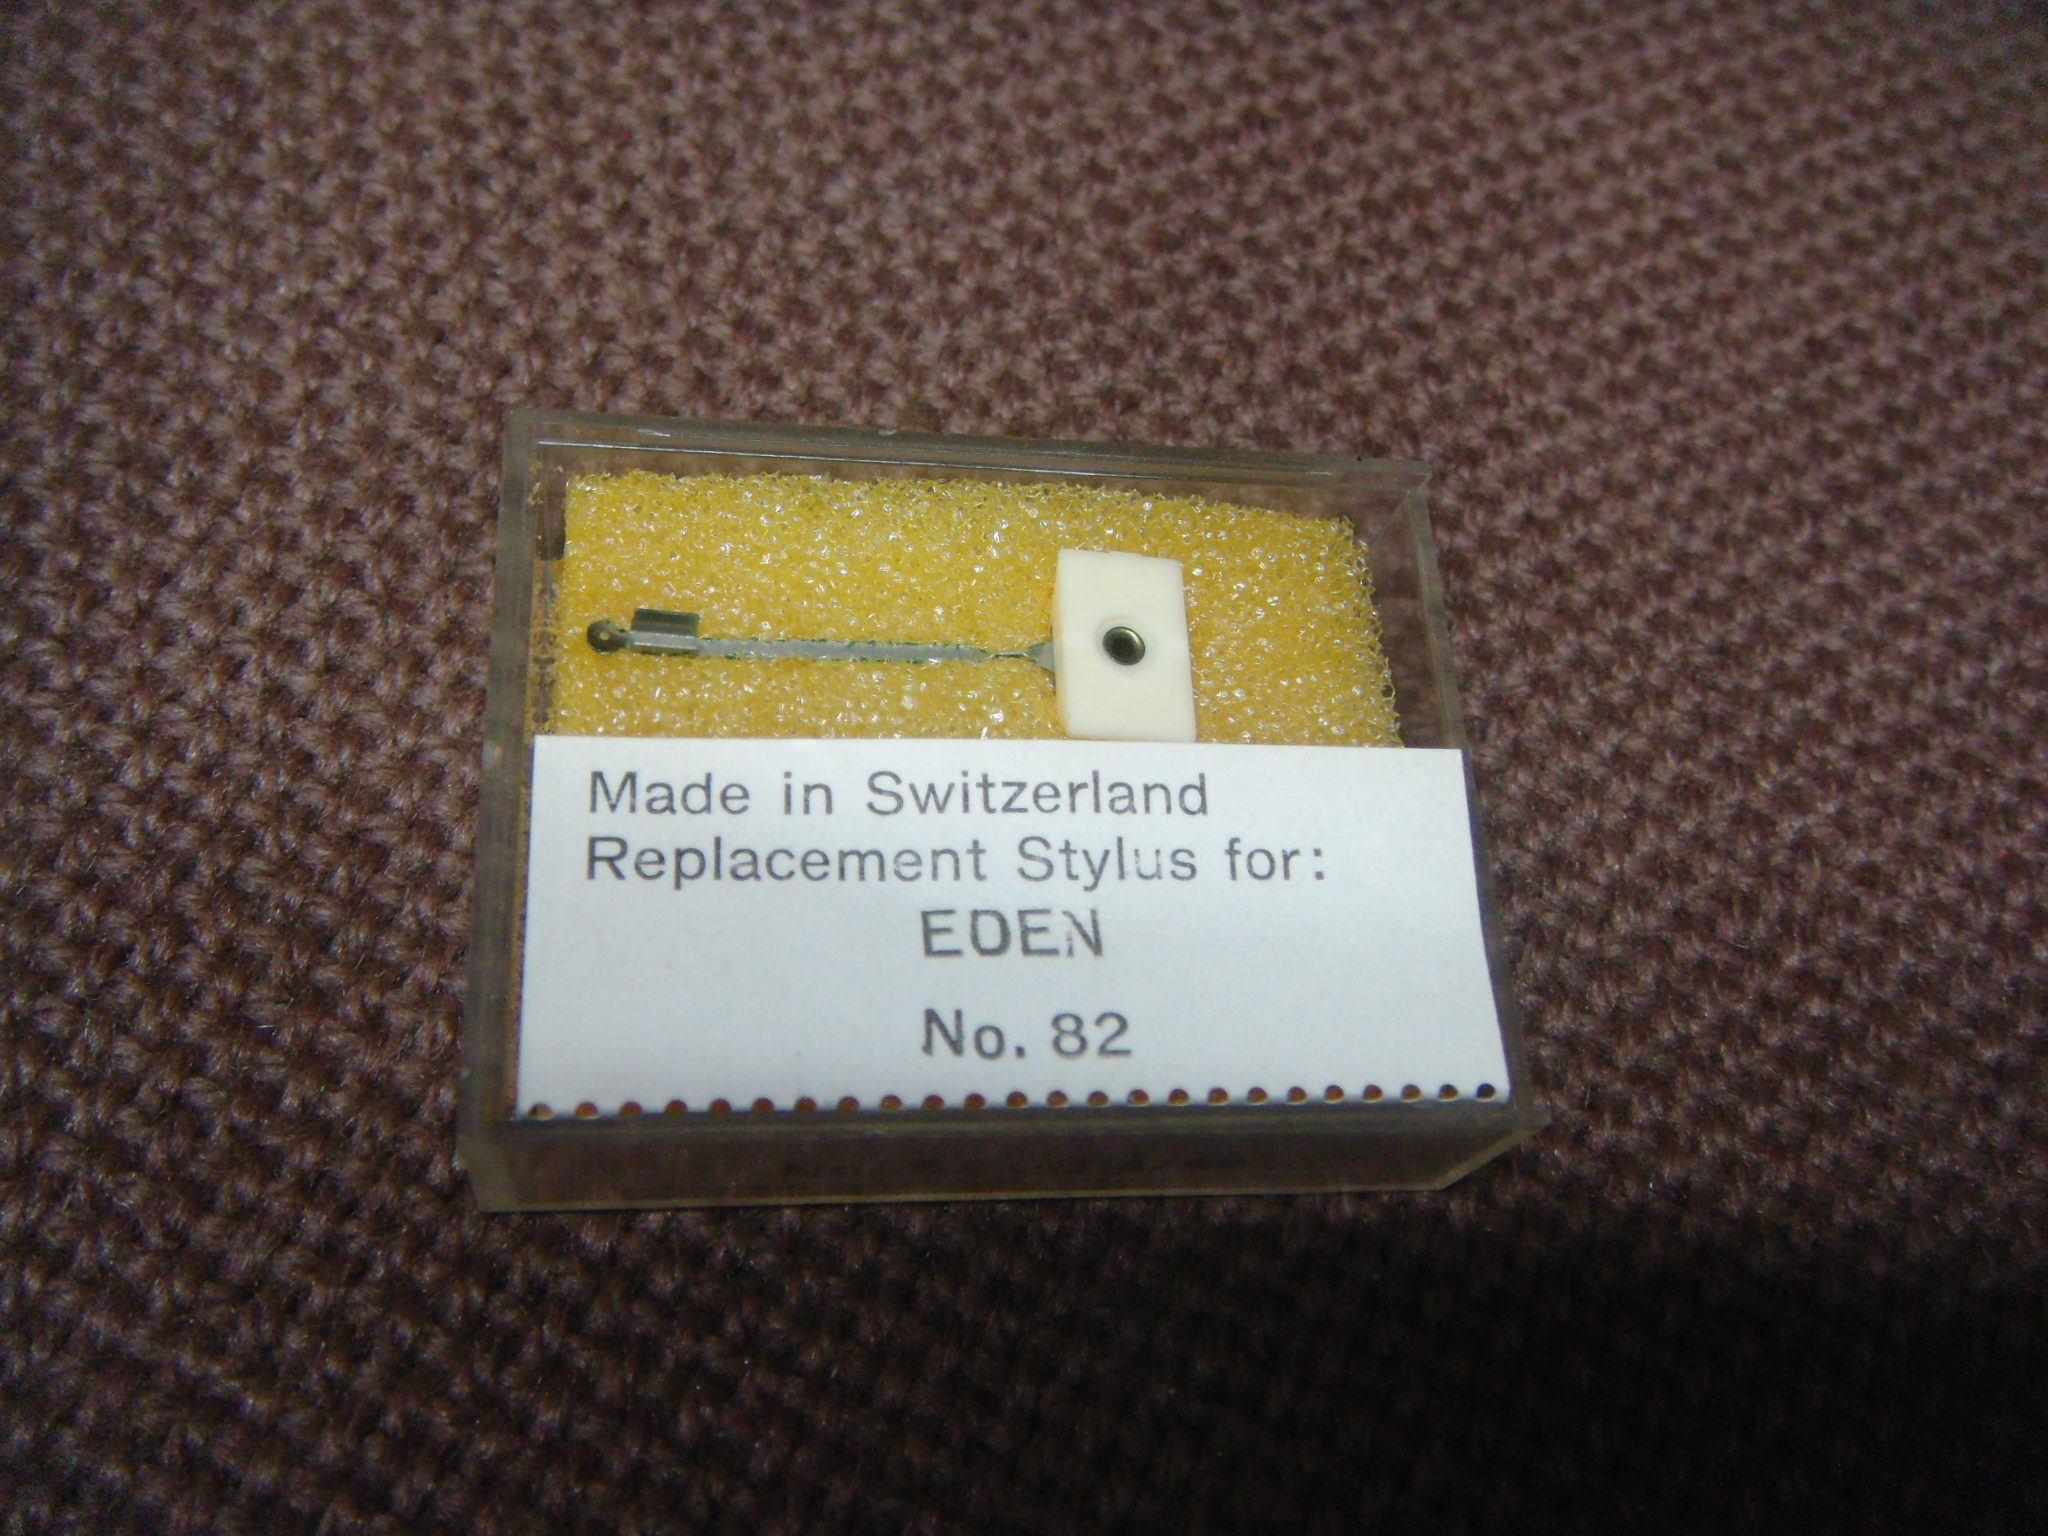 Made in Switzerland
Replacement Stylus for:
EDEN
No. 82